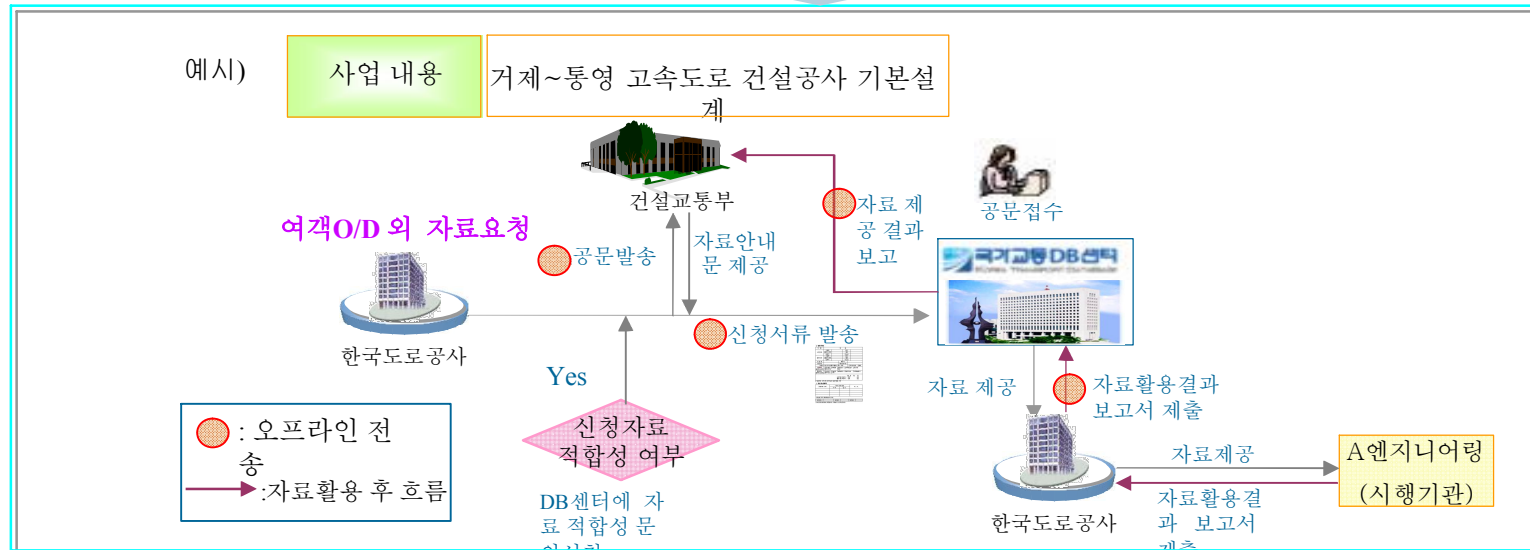 예시)
사업 내용
거제~통영 고속도로 건설공사 기본설
계
건설교통부
여객O/D 외 자료요청
공문발송
자료안내
문 제공
자료 제
공 결과
보고
공문접수
국가교통DB센터
한국도로공사
신청서류 발송
Yes
신청자료
적합성 여부
DB센터에 자
료 적합성 문
자료 제공
자료활용결과
보고서 제출
: 오프라인 전
송
:자료활용 후 흐름
한국도로공사
자료제공
자료활용결
과 보고서
제출
A엔지니어링
(시행기관)